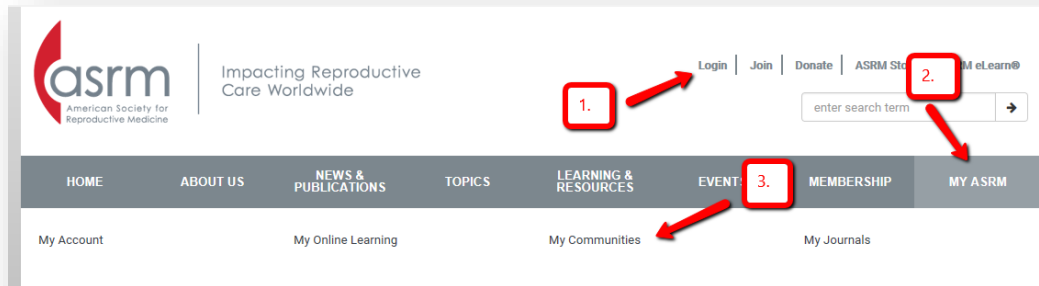 asrm
American Society for
Reproductive Medicine
Impacting Reproductive
Care Worldwide
Login
Join
Donate
ASRM Sto
M eLearn®
1.
2.
enter search term
HOME
ABOUT US
NEWS &
PUBLICATIONS
TOPICS
LEARNING &
RESOURCES
EVENT
3.
MEMBERSHIP
MY ASRM
My Account
My Online Learning
My Communities
My Journals